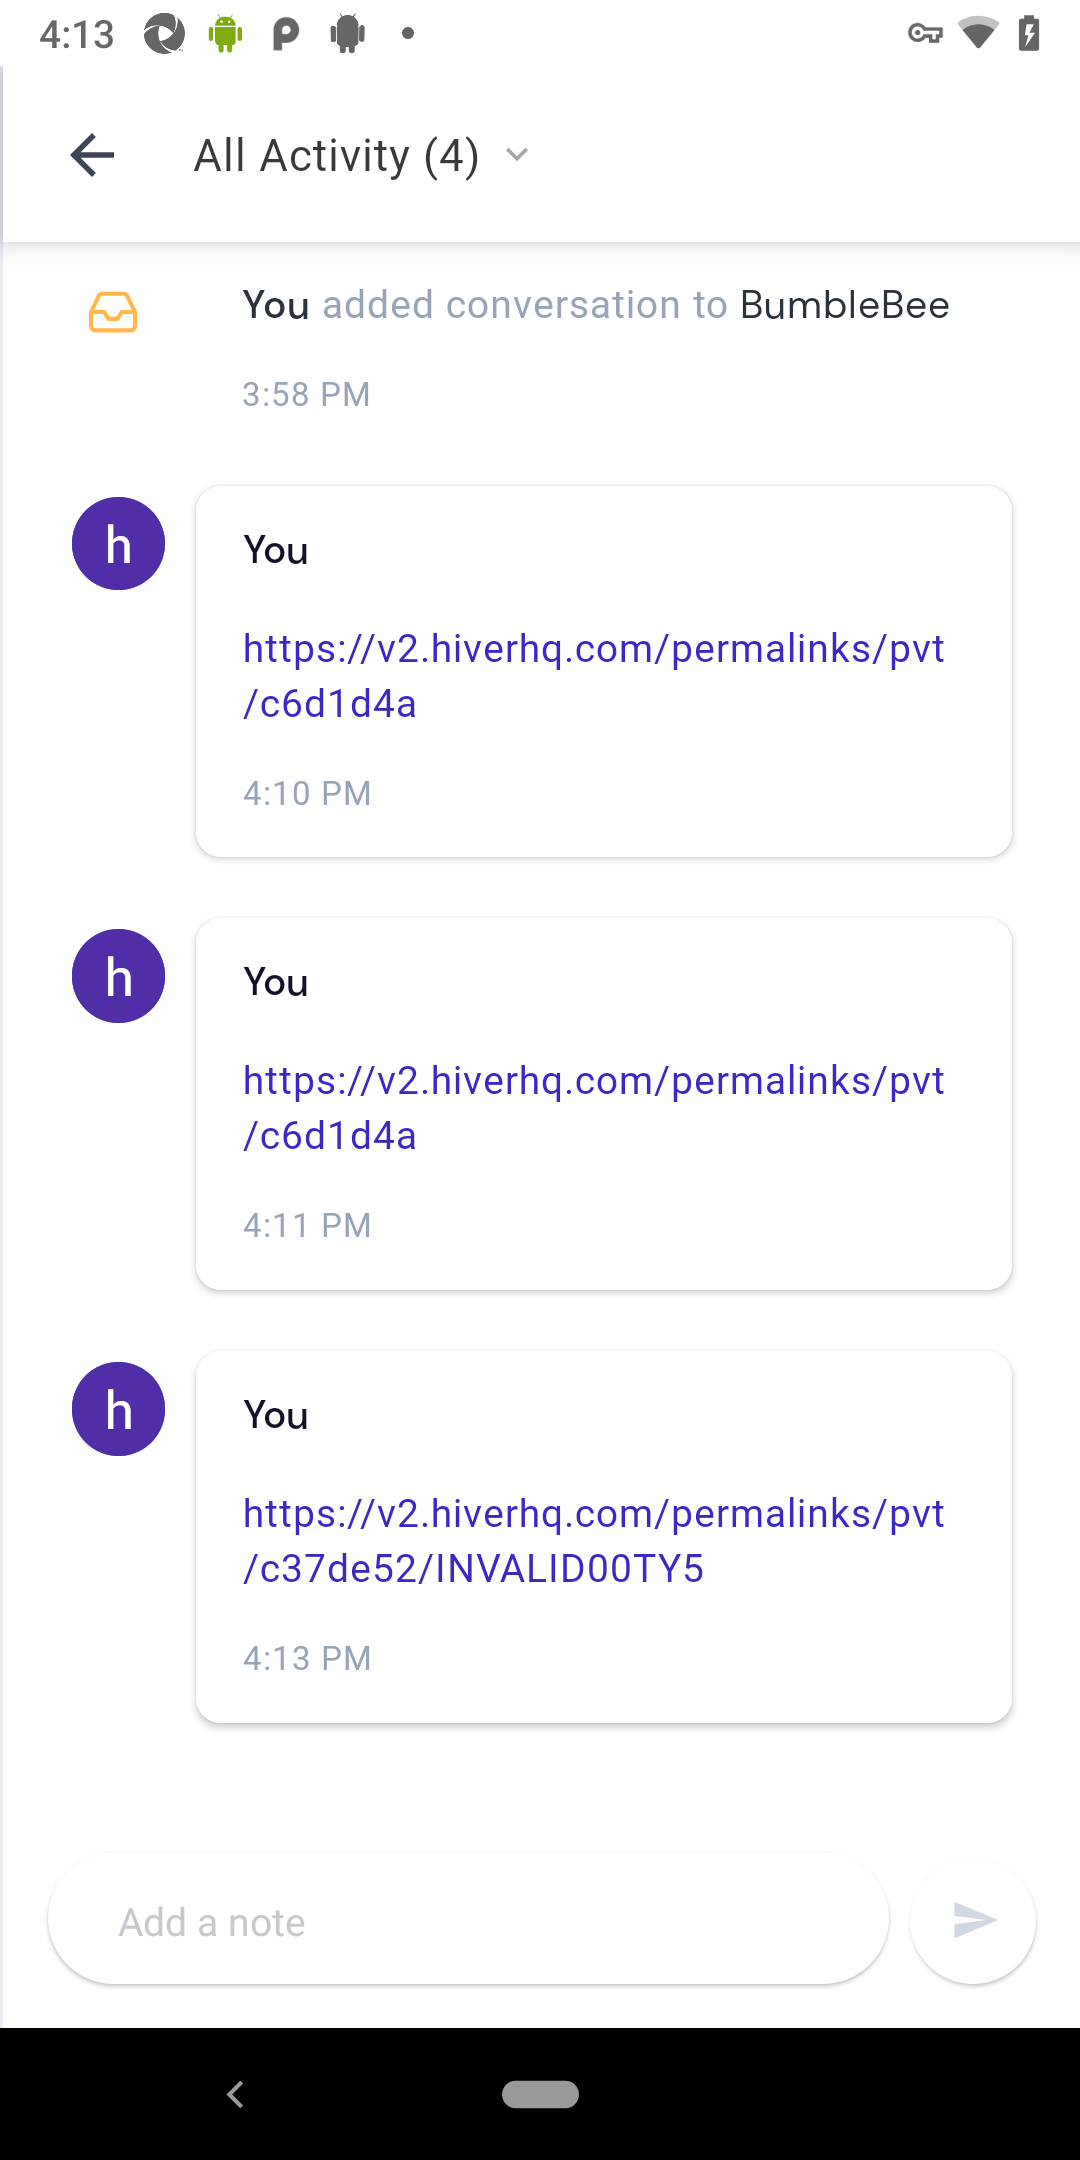 4:13
All Activity (4)
You added conversation to BumbleBee
3:58 PM
h
You
https://v2.hiverhq.com/permalinks/pvt
/c6d1d4a
4:10 PM
h
You
https://v2.hiverhq.com/permalinks/pvt
/c6d1d4a
4:11 PM
h
You
https://v2.hiverhq.com/permalinks/pvt
/c37de52/INVALID00TY5
4:13 PM
Add a note